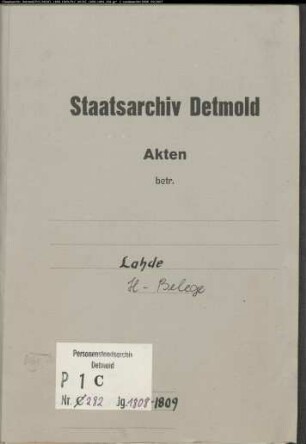 Staatsarchiv Detmold
Akten
betr.
Lahde
H - Belege
Personenstandsarchiv
Detmold
P 1 C
Nr. C 282 Jg. 1808-1809